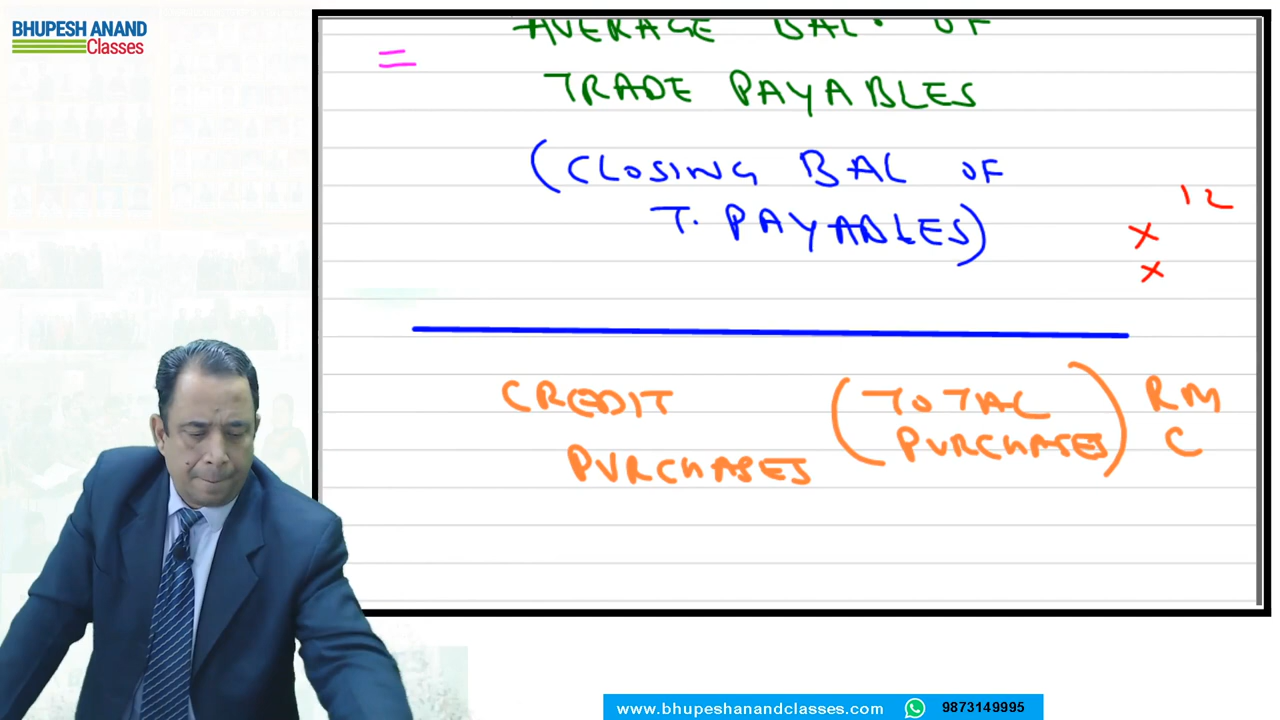 BHUPESH ANAND
Classes
AVERAGE BAL. OF
=
TRADE PAYABLES
(CLOSING BAL OF
T. PAYABLES)
12
×
×
CREDIT (TOTAL RM
PURCHASES PURCHASES) C
www.bhupeshanandclasses.com 9873149995